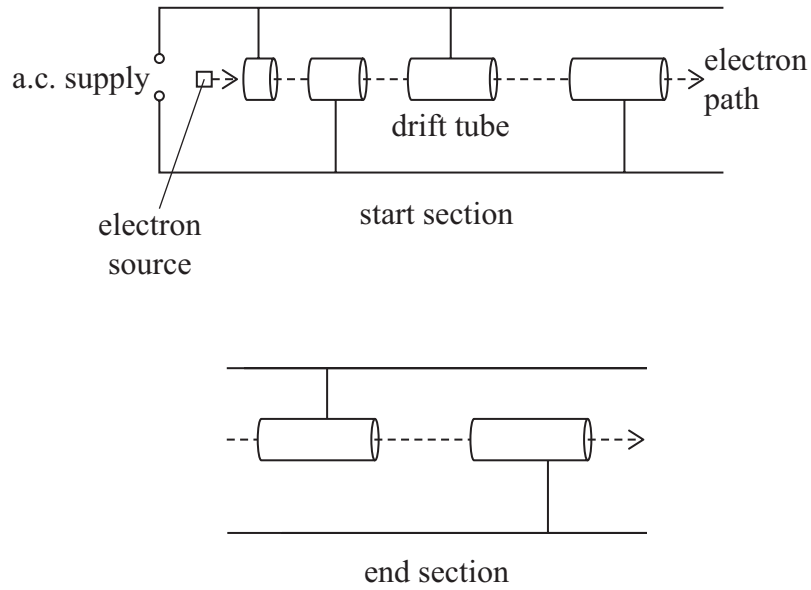 a.c. supply
electron
path
drift tube
electron
source
start section
end section